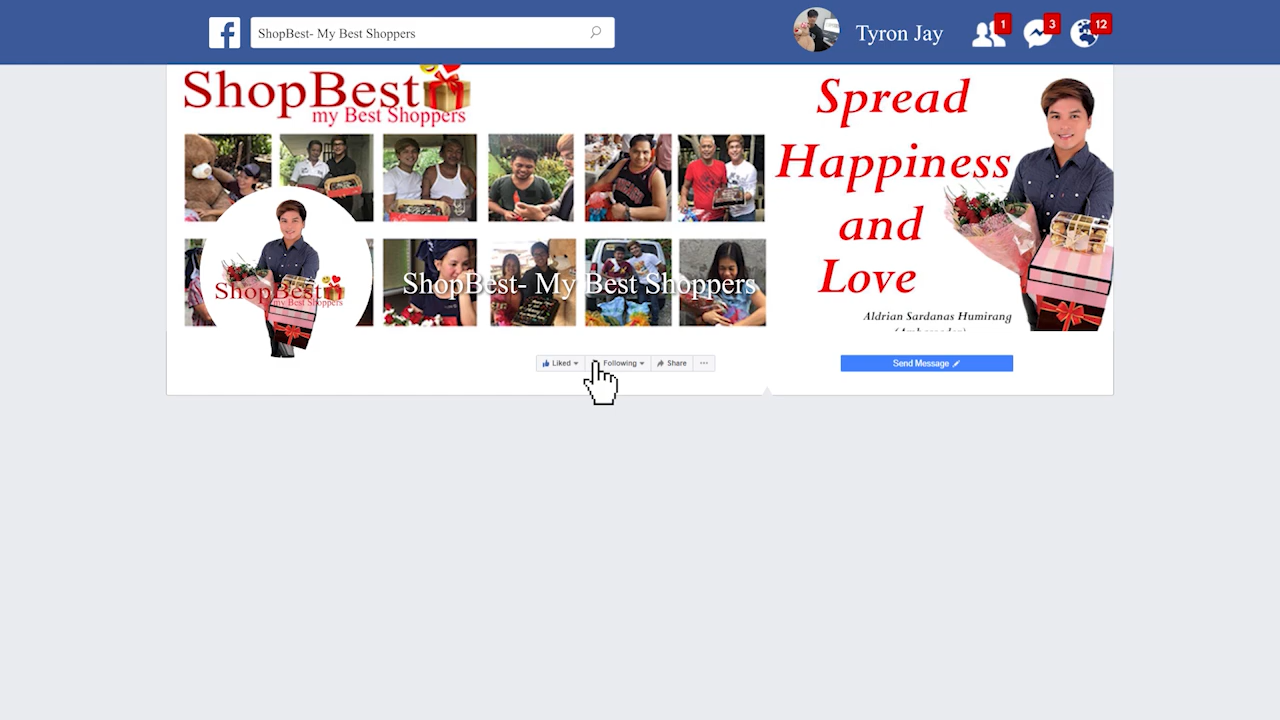 ShopBest- My Best Shoppers
Tyron Jay
1
3
12
ShopBest
my Best Shoppers
Spread
Happiness
and
Love
Aldrian Sardanas Humirang
(Ambassador)
ShopBest
my Best Shoppers
ShopBest- My Best Shoppers
Liked
Following
Share
Send Message